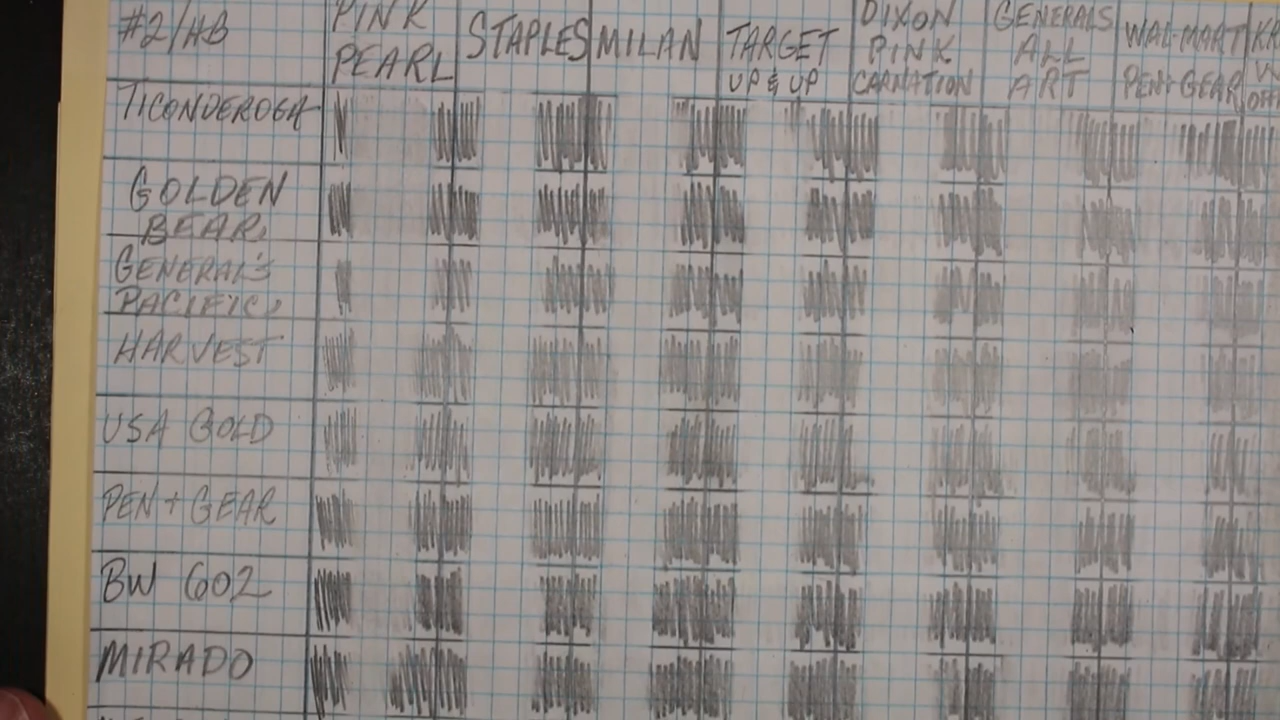 #2/HB
PINK PEARL
STAPLES
MILAN
TARGET UP & UP
DIXON PINK CARNATION
GENERALS ALL ART
WAL-MART PEN+GEAR
TICONDEROGA
GOLDEN
BEAR
GENERAL'S
PACIFIC
HARVEST
USA GOLD
PEN + GEAR
BW 602
MIRADO